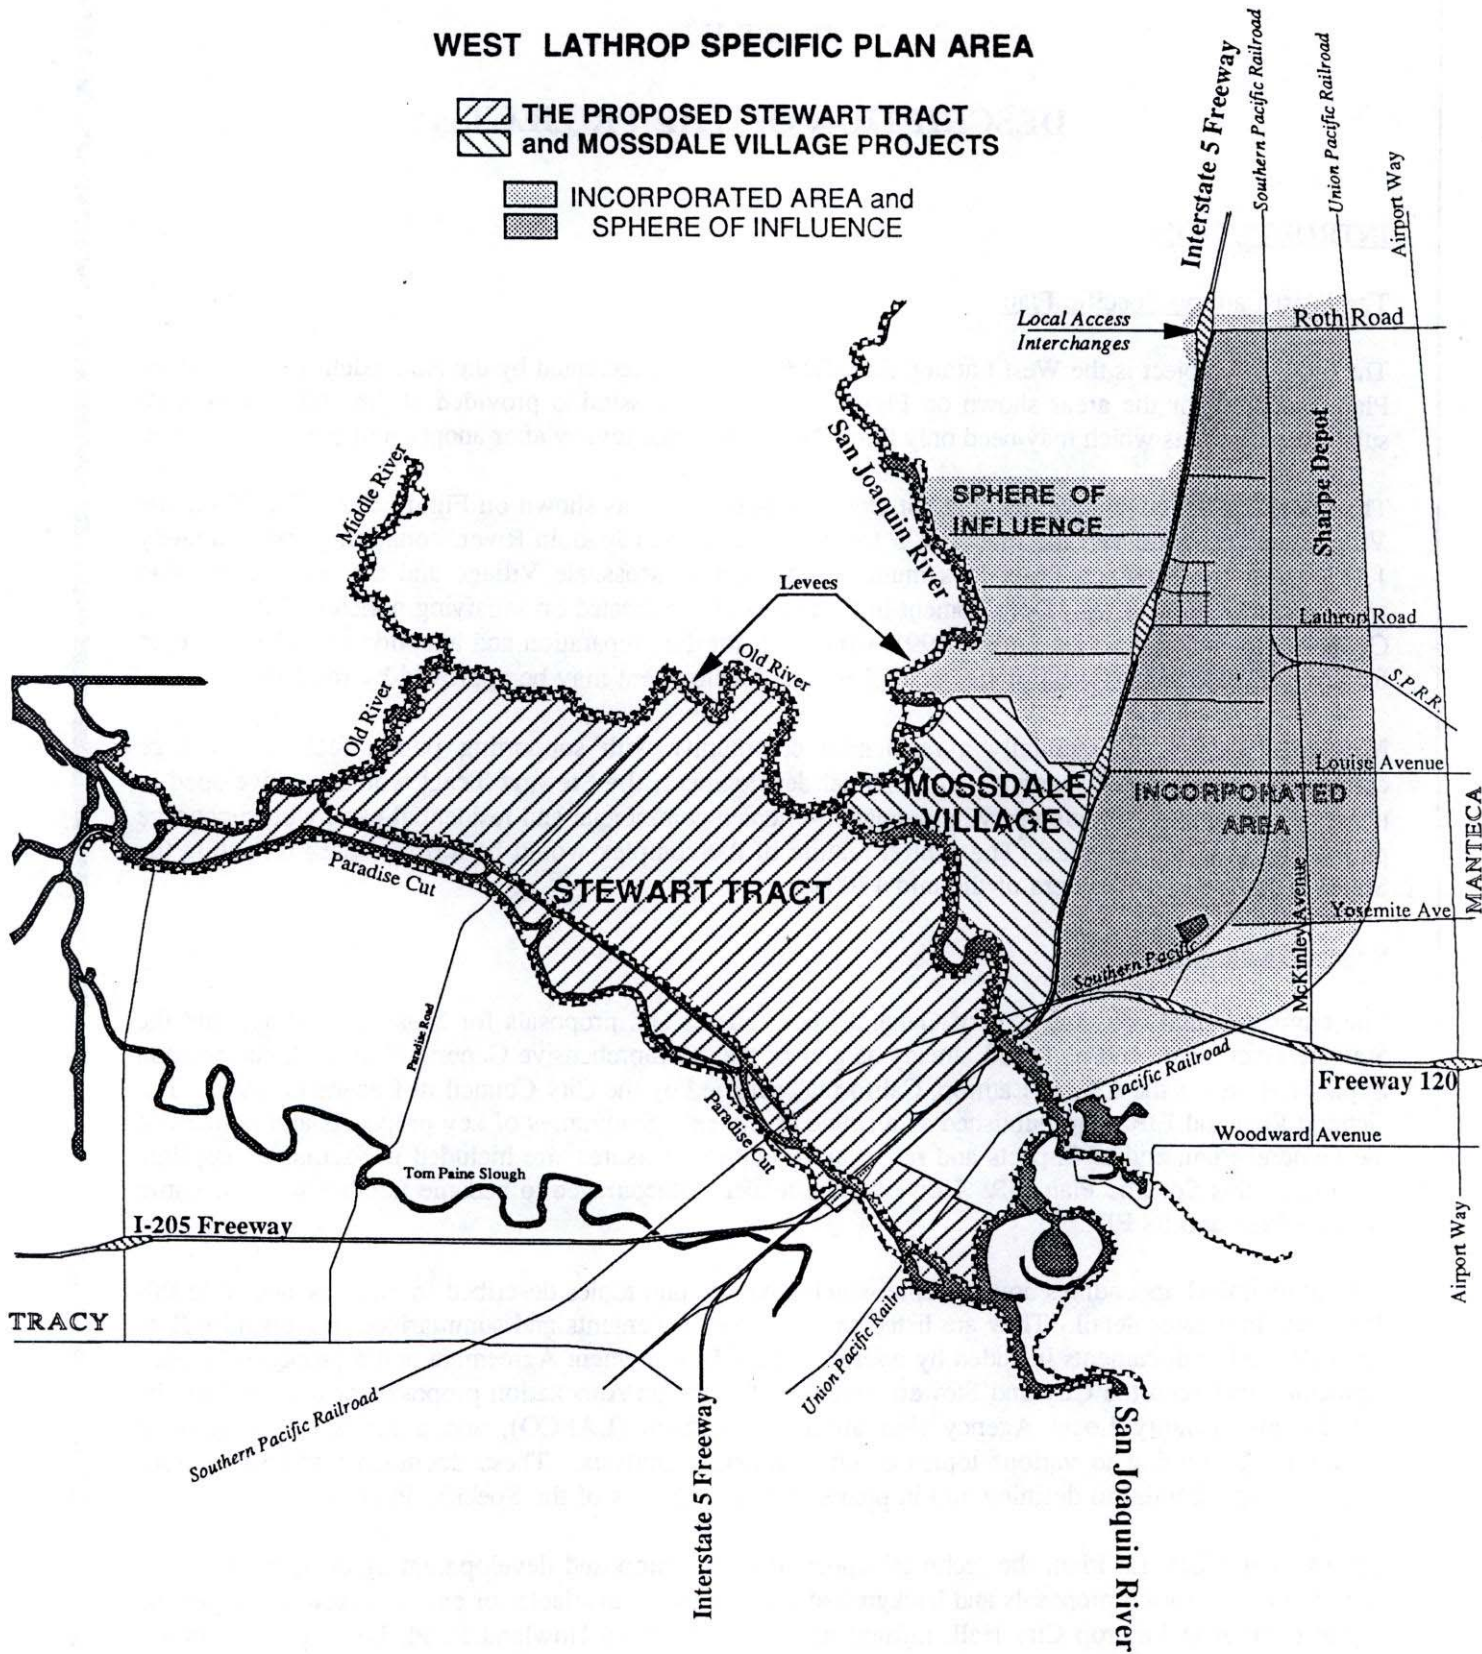 WEST LATHROP SPECIFIC PLAN AREA
THE PROPOSED STEWART TRACT
and MOSSDALE VILLAGE PROJECTS
INCORPORATED AREA and
SPHERE OF INFLUENCE
Interstate 5 Freeway
Southern Pacific Railroad
Union Pacific Railroad
Airport Way
Local Access
Interchanges
Roth Road
San Joaquin River
Sharpe Depot
Middle River
SPHERE OF
INFLUENCE
Levees
Lathrop Road
Old River
Old River
S.P.R.R.
Louise Avenue
MOSSDALE
VILLAGE
INCORPORATED
AREA
MANTECA
Paradise Cut
STEWART TRACT
McKinley Avenue
Yosemite Ave
Southern Pacific
Paradise Road
Pacific Railroad
Freeway 120
Paradise Cut
Woodward Avenue
Tom Paine Slough
I-205 Freeway
Airport Way
TRACY
Union Pacific Railroad
Southern Pacific Railroad
Interstate 5 Freeway
San Joaquin River